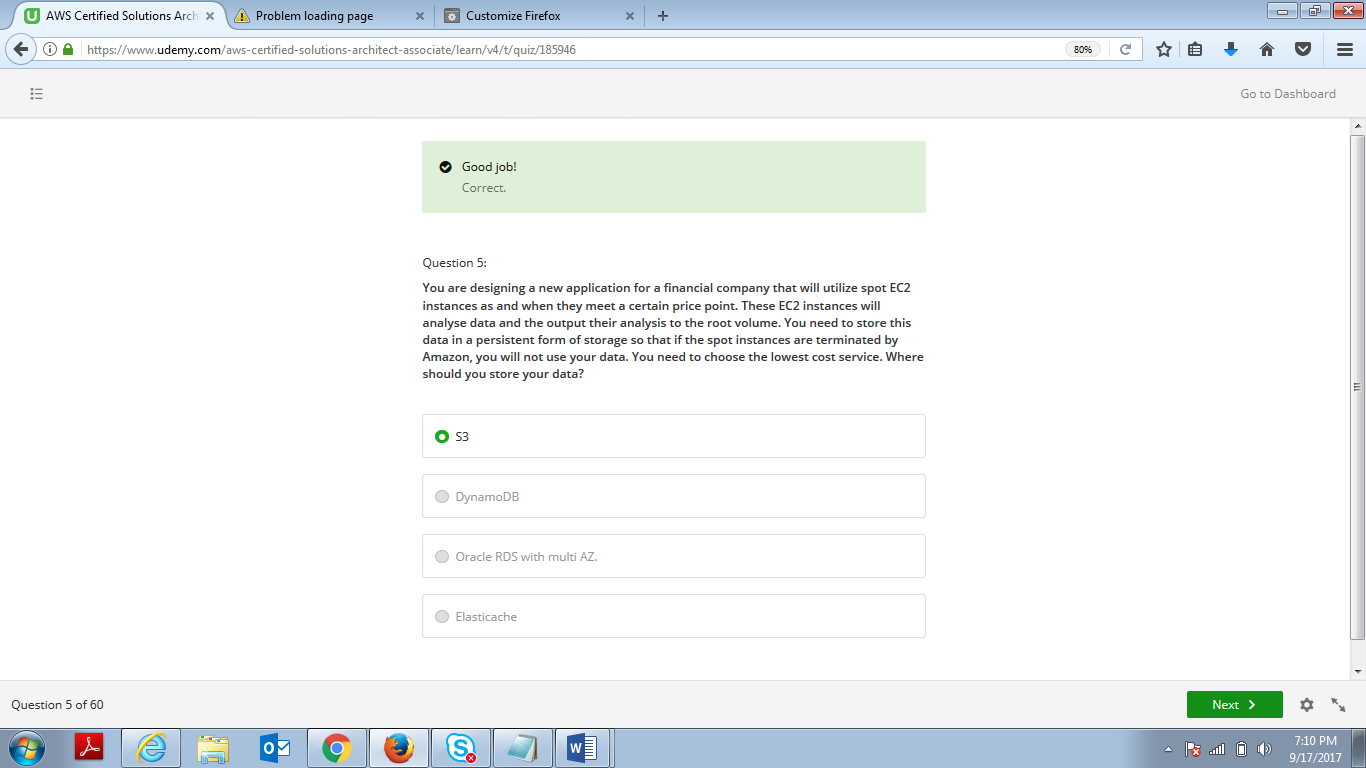 AWS Certified Solutions Arch
Problem loading page
Customize Firefox
https://www.udemy.com/aws-certified-solutions-architect-associate/learn/v4/t/quiz/185946
80%
Go to Dashboard
Good job!
Correct.
Question 5:
You are designing a new application for a financial company that will utilize spot EC2
instances as and when they meet a certain price point. These EC2 instances will
analyse data and the output their analysis to the root volume. You need to store this
data in a persistent form of storage so that if the spot instances are terminated by
Amazon, you will not use your data. You need to choose the lowest cost service. Where
should you store your data?
S3
DynamoDB
Oracle RDS with multi AZ.
Elasticache
Question 5 of 60
Next
7:10 PM
9/17/2017